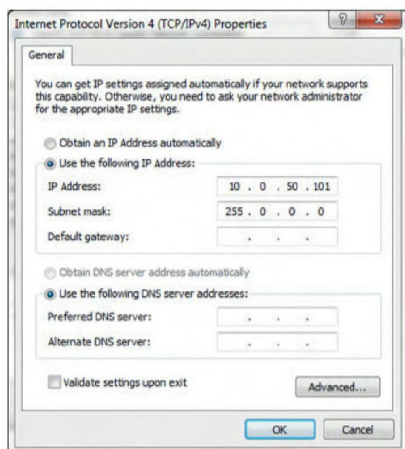 Internet Protocol Version 4 (TCP/IPv4) Properties
General
You can get IP settings assigned automatically if your network supports
this capability. Otherwise, you need to ask your network administrator
for the appropriate IP settings.
Obtain an IP Address automatically
Use the following IP Address:
IP Address: 10 . 0 . 50 . 101
Subnet mask: 255 . 0 . 0 . 0
Default gateway: . . .
Obtain DNS server address automatically
Use the following DNS server addresses:
Preferred DNS server: . . .
Alternate DNS server: . . .
Validate settings upon exit
Advanced...
OK Cancel